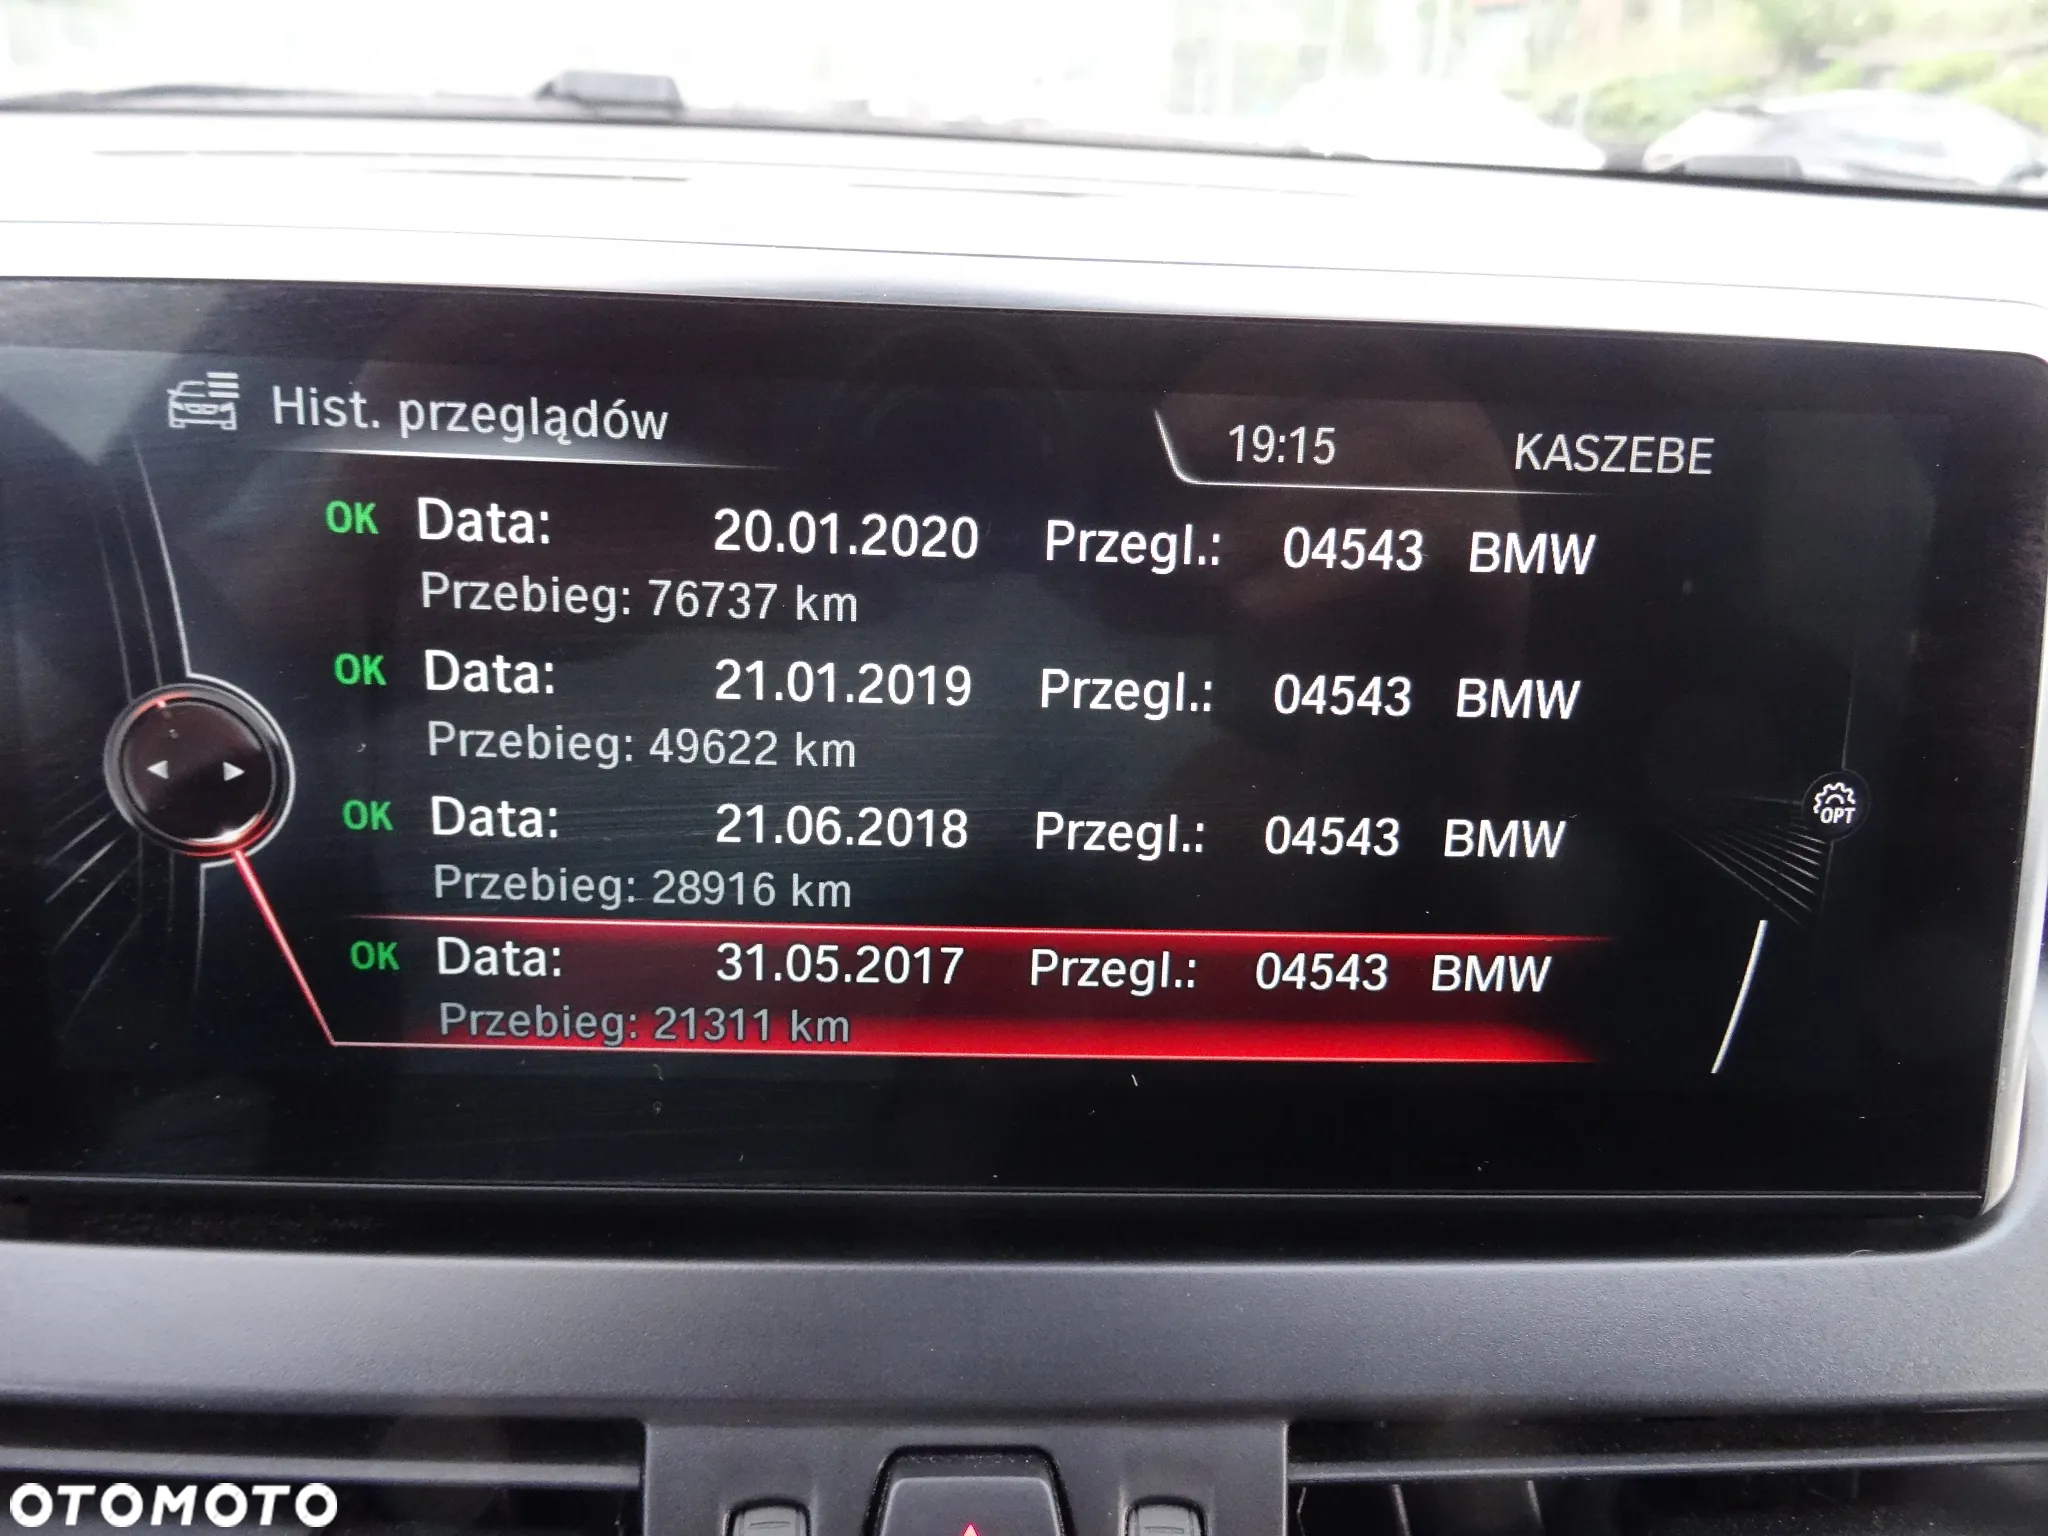 Hist. przeglądów
19:15 KASZEBE
OK Data: 20.01.2020 Przegl.: 04543 BMW
Przebieg: 76737 km
OK Data: 21.01.2019 Przegl.: 04543 BMW
Przebieg: 49622 km
OK Data: 21.06.2018 Przegl.: 04543 BMW
Przebieg: 28916 km
OPT
OK Data: 31.05.2017 Przegl.: 04543 BMW
Przebieg: 21311 km
OTOMOTO